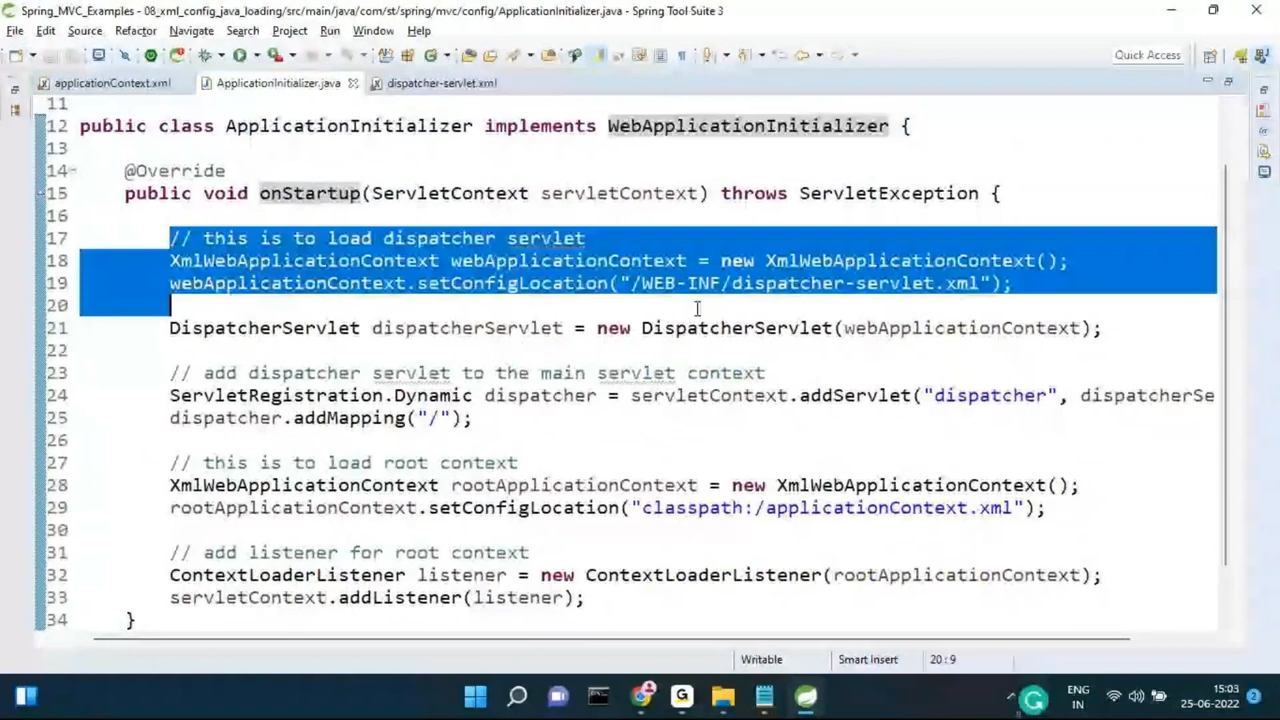 Spring_MVC_Examples - 08_xml_config_java_loading/src/main/java/com/st/spring/mvc/config/ApplicationInitializer.java - Spring Tool Suite 3
File Edit Source Refactor Navigate Search Project Run Window Help
Quick Access
applicationContext.xml ApplicationInitializer.java dispatcher-servlet.xml
11
12 public class ApplicationInitializer implements WebApplicationInitializer {
13
14 @Override
15 public void onStartup(ServletContext servletContext) throws ServletException {
16
17 // this is to load dispatcher servlet
18 XmlWebApplicationContext webApplicationContext = new XmlWebApplicationContext();
19 webApplicationContext.setConfigLocation("/WEB-INF/dispatcher-servlet.xml");
20
21 DispatcherServlet dispatcherServlet = new DispatcherServlet(webApplicationContext);
22
23 // add dispatcher servlet to the main servlet context
24 ServletRegistration.Dynamic dispatcher = servletContext.addServlet("dispatcher", dispatcherSe
25 dispatcher.addMapping("/");
26
27 // this is to load root context
28 XmlWebApplicationContext rootApplicationContext = new XmlWebApplicationContext();
29 rootApplicationContext.setConfigLocation("classpath:/applicationContext.xml");
30
31 // add listener for root context
32 ContextLoaderListener listener = new ContextLoaderListener(rootApplicationContext);
33 servletContext.addListener(listener);
34 }
Writable Smart Insert 20:9
ENG 15:03
IN 25-06-2022 2